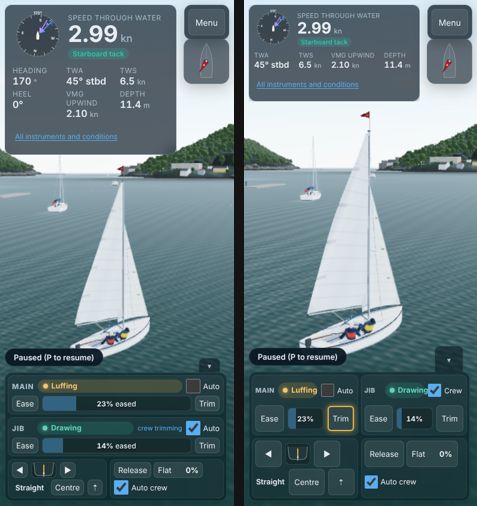 SPEED THROUGH WATER
2.99 kn
Starboard tack
HEADING TWA TWS
170 ° 45° stbd 6.5 kn
HEEL VMG UPWIND DEPTH
0° 2.10 kn 11.4 m
All instruments and conditions
Menu
Paused (P to resume)
MAIN Luffing Auto
Ease 23% eased Trim
JIB Drawing crew trimming Auto
Ease 14% eased Trim
Release Flat 0%
Straight Centre Auto crew
SPEED THROUGH WATER
2.99 kn
Starboard tack
TWA TWS VMG UPWIND DEPTH
45° stbd 6.5 kn 2.10 kn 11.4 m
All instruments and conditions
Menu
Paused (P to resume)
MAIN Luffing Auto JIB Drawing Crew
Ease 23% Trim Ease 14% Trim
Release Flat 0%
Straight Centre Auto crew